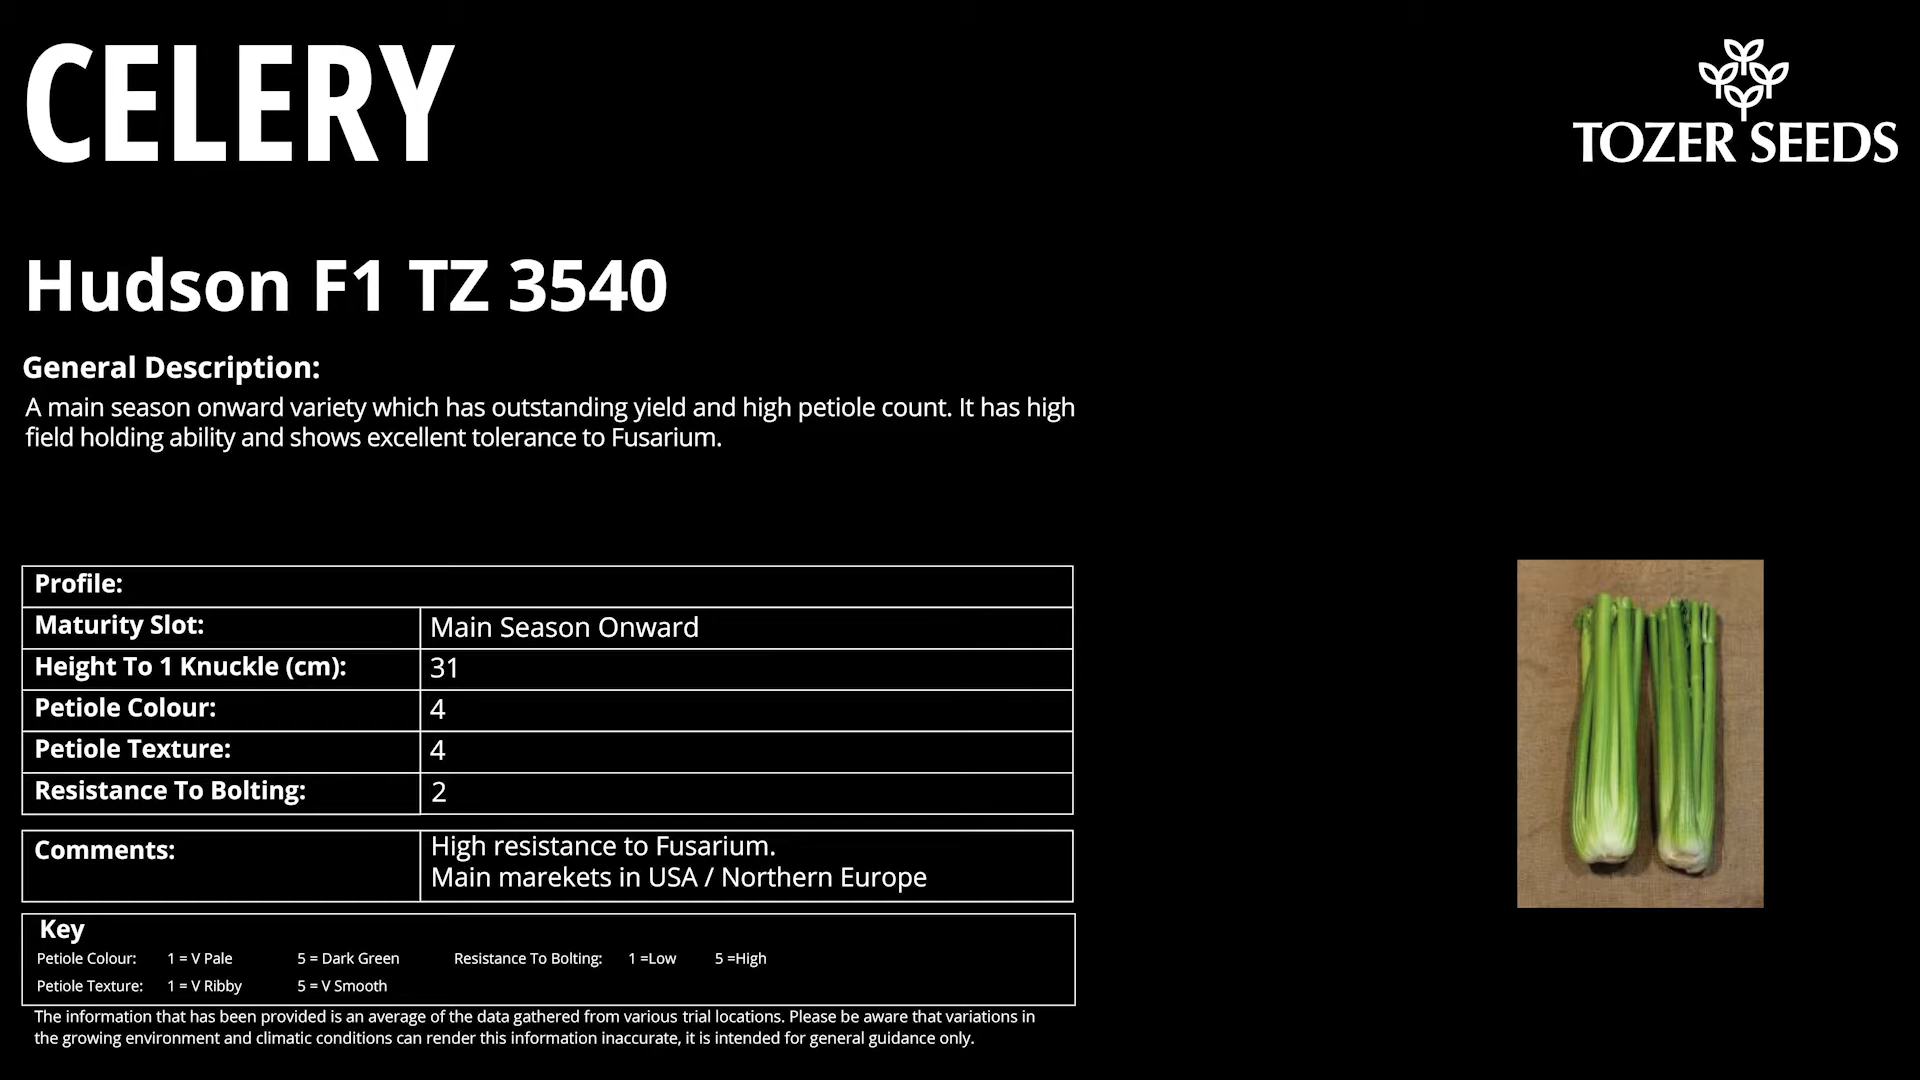 CELERY
TOZER SEEDS
Hudson F1 TZ 3540
General Description:
A main season onward variety which has outstanding yield and high petiole count. It has high
field holding ability and shows excellent tolerance to Fusarium.
Profile:
Maturity Slot: Main Season Onward
Height To 1 Knuckle (cm): 31
Petiole Colour: 4
Petiole Texture: 4
Resistance To Bolting: 2
Comments: High resistance to Fusarium.
Main marekets in USA / Northern Europe
Key
Petiole Colour: 1 = V Pale 5 = Dark Green Resistance To Bolting: 1 =Low 5 =High
Petiole Texture: 1 = V Ribby 5 = V Smooth
The information that has been provided is an average of the data gathered from various trial locations. Please be aware that variations in
the growing environment and climatic conditions can render this information inaccurate, it is intended for general guidance only.